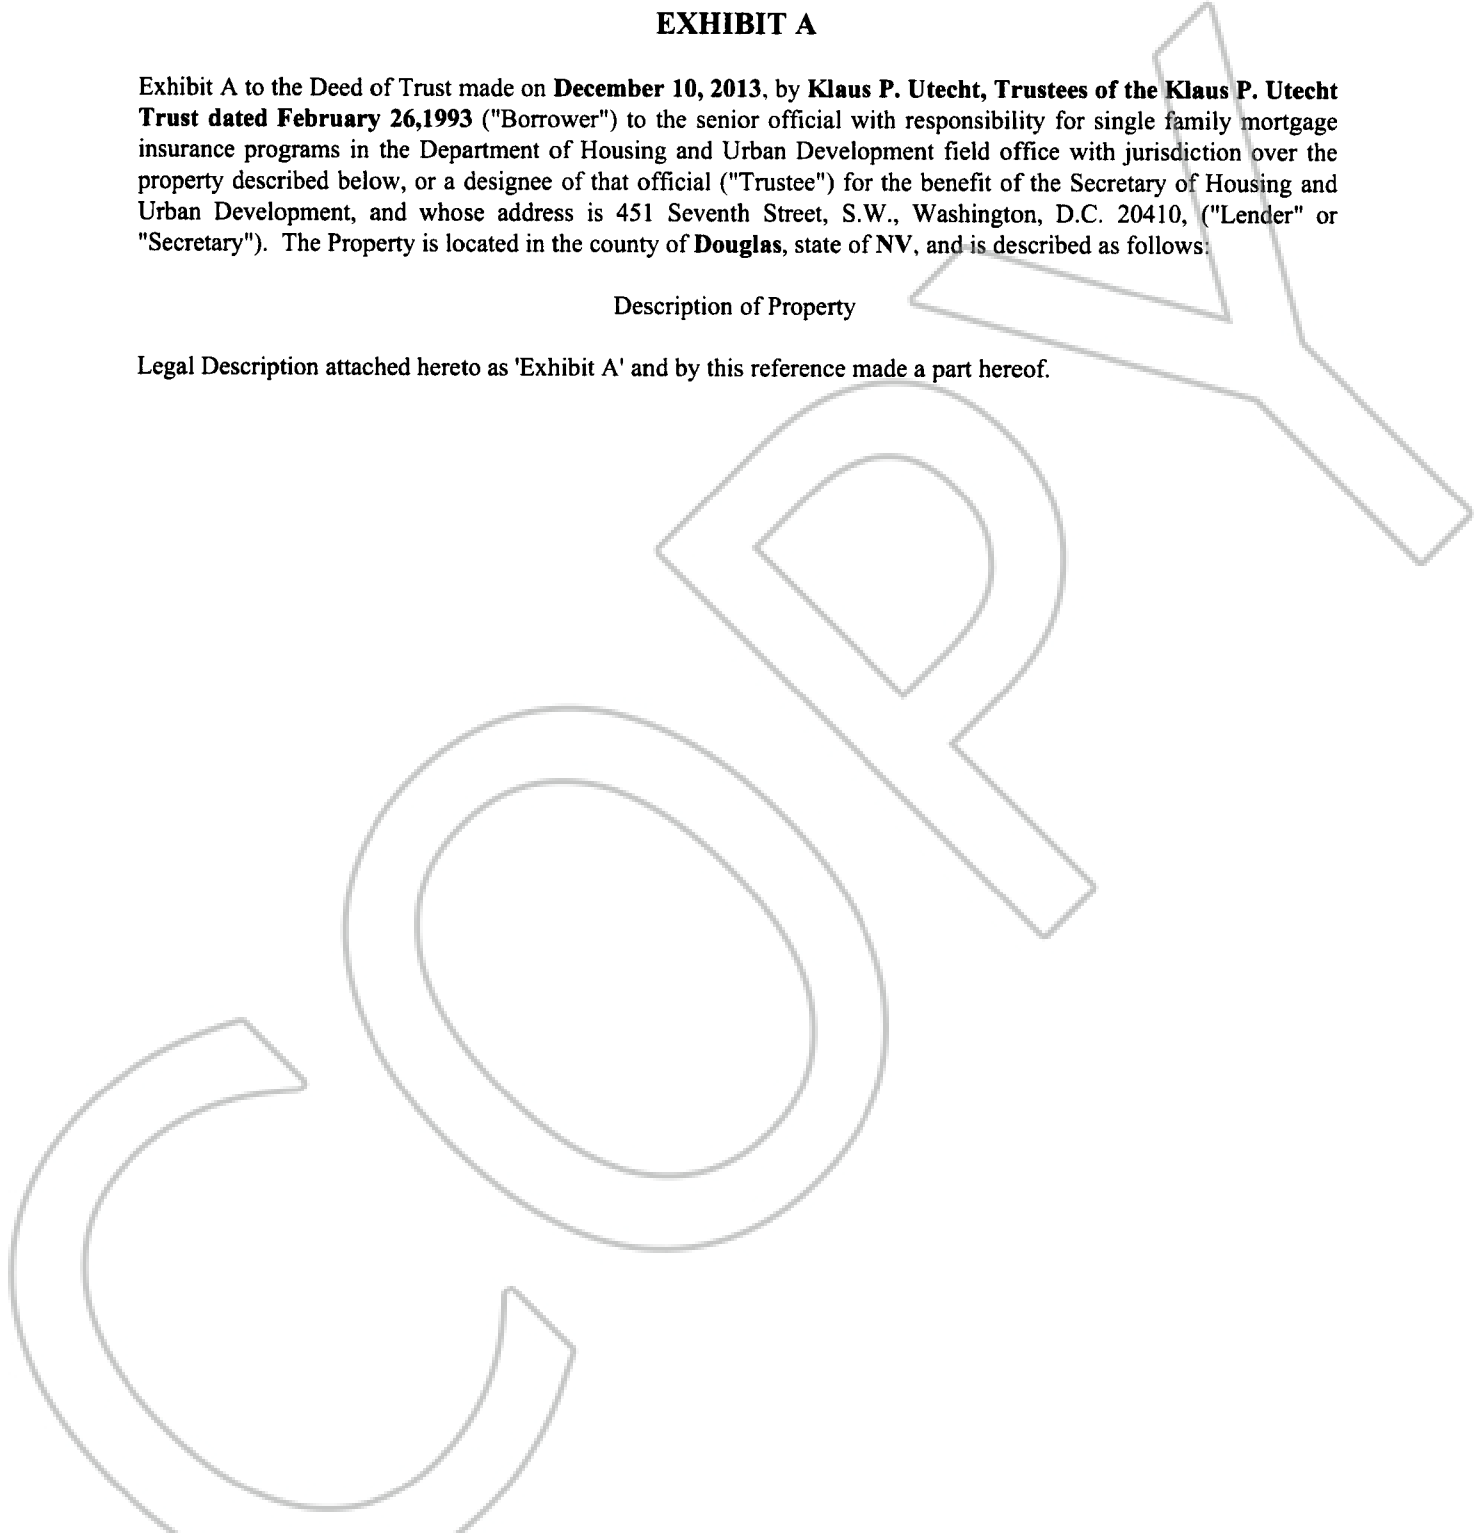 EXHIBIT A
Exhibit A to the Deed of Trust made on December 10, 2013, by Klaus P. Utecht, Trustees of the Klaus P. Utecht
Trust dated February 26,1993 ("Borrower") to the senior official with responsibility for single family mortgage
insurance programs in the Department of Housing and Urban Development field office with jurisdiction over the
property described below, or a designee of that official ("Trustee") for the benefit of the Secretary of Housing and
Urban Development, and whose address is 451 Seventh Street, S.W., Washington, D.C. 20410, ("Lender" or
"Secretary"). The Property is located in the county of Douglas, state of NV, and is described as follows:
Description of Property
Legal Description attached hereto as 'Exhibit A' and by this reference made a part hereof.
COPY